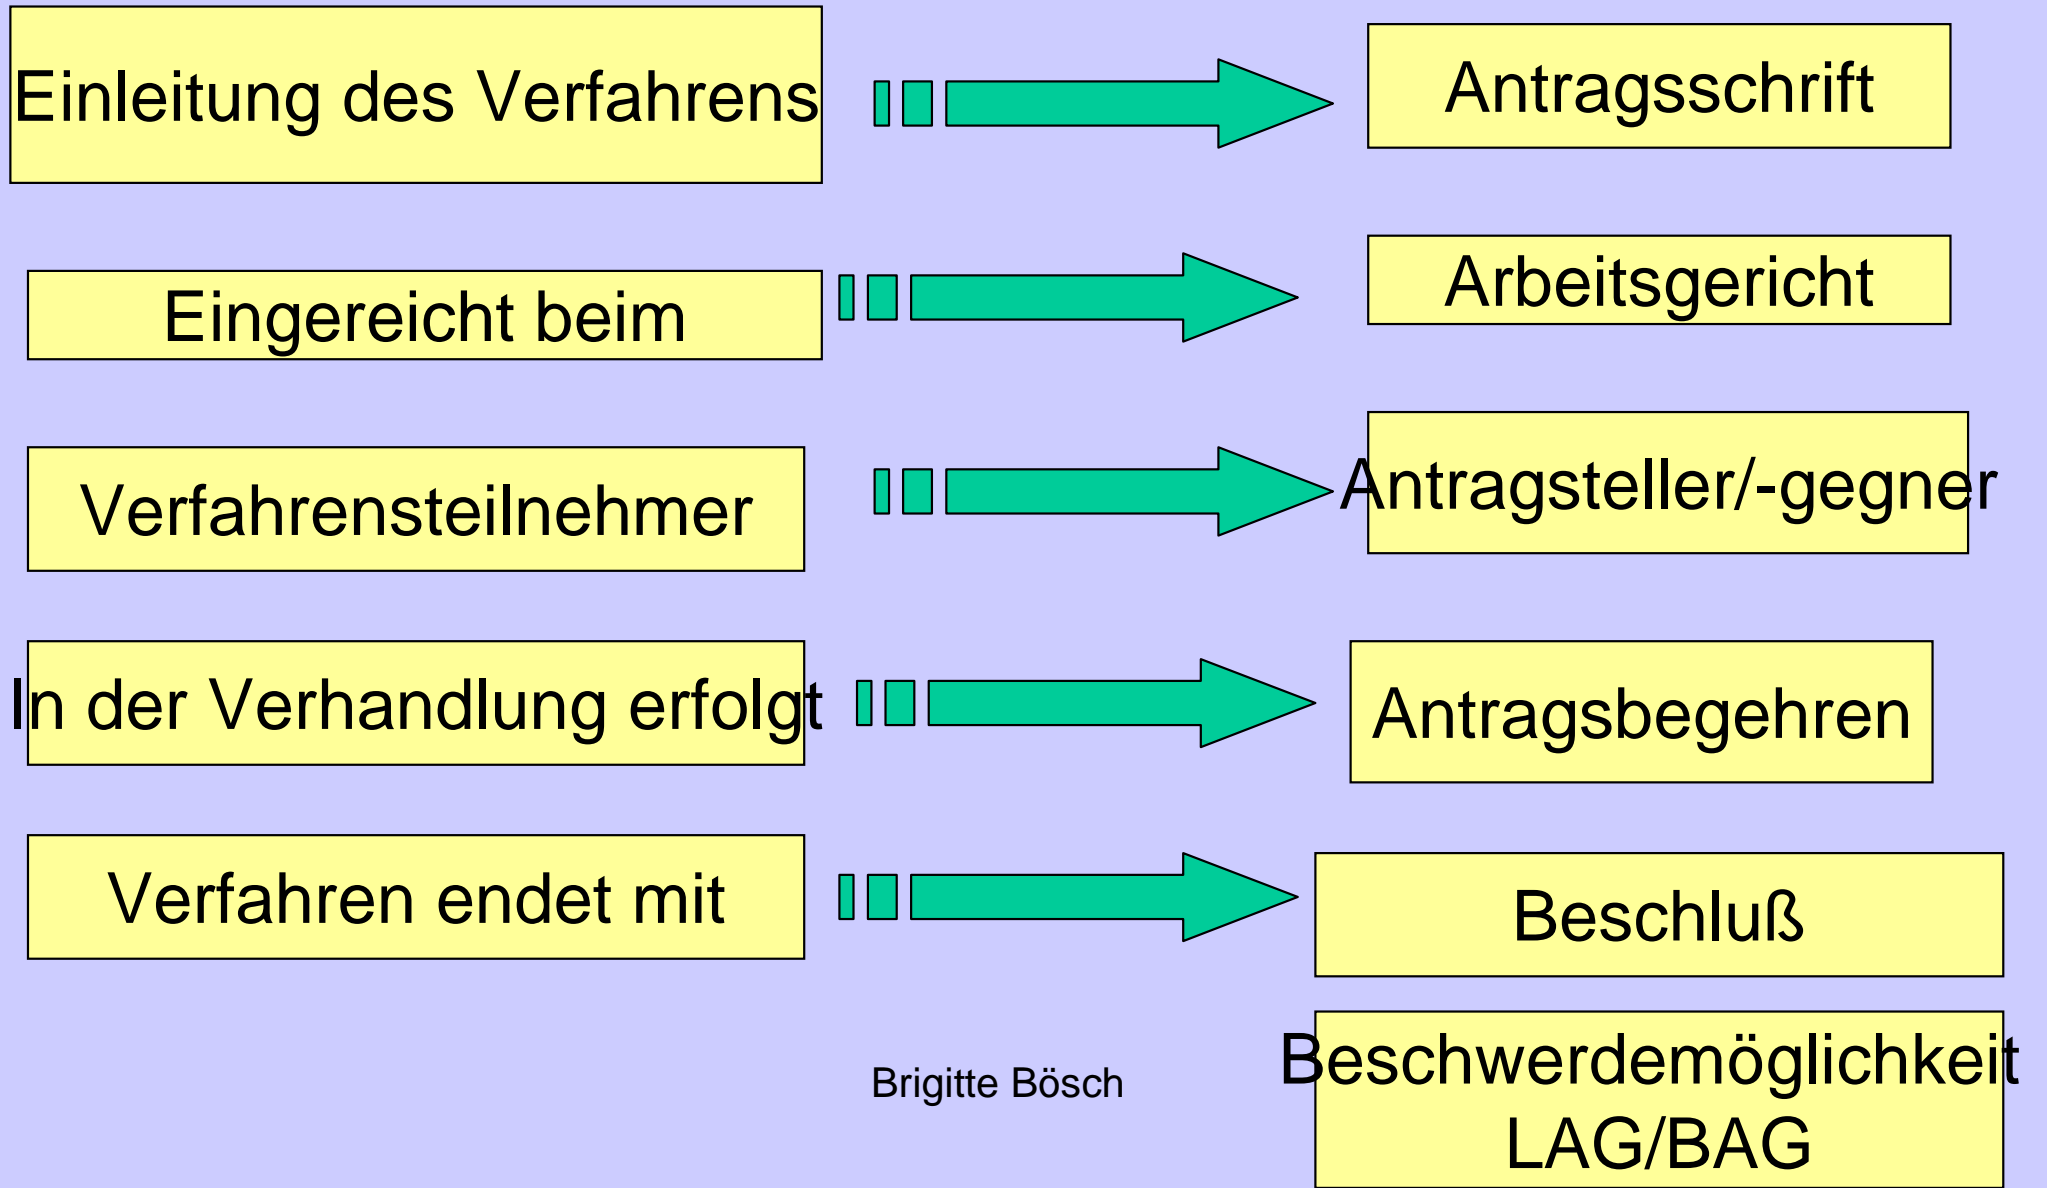 Einleitung des Verfahrens
Antragsschrift
Eingereicht beim
Arbeitsgericht
Verfahrensteilnehmer
Antragsteller/-gegner
In der Verhandlung erfolgt
Antragsbegehren
Verfahren endet mit
Beschluß
Beschwerdemöglichkeit
LAG/BAG
Brigitte Bösch